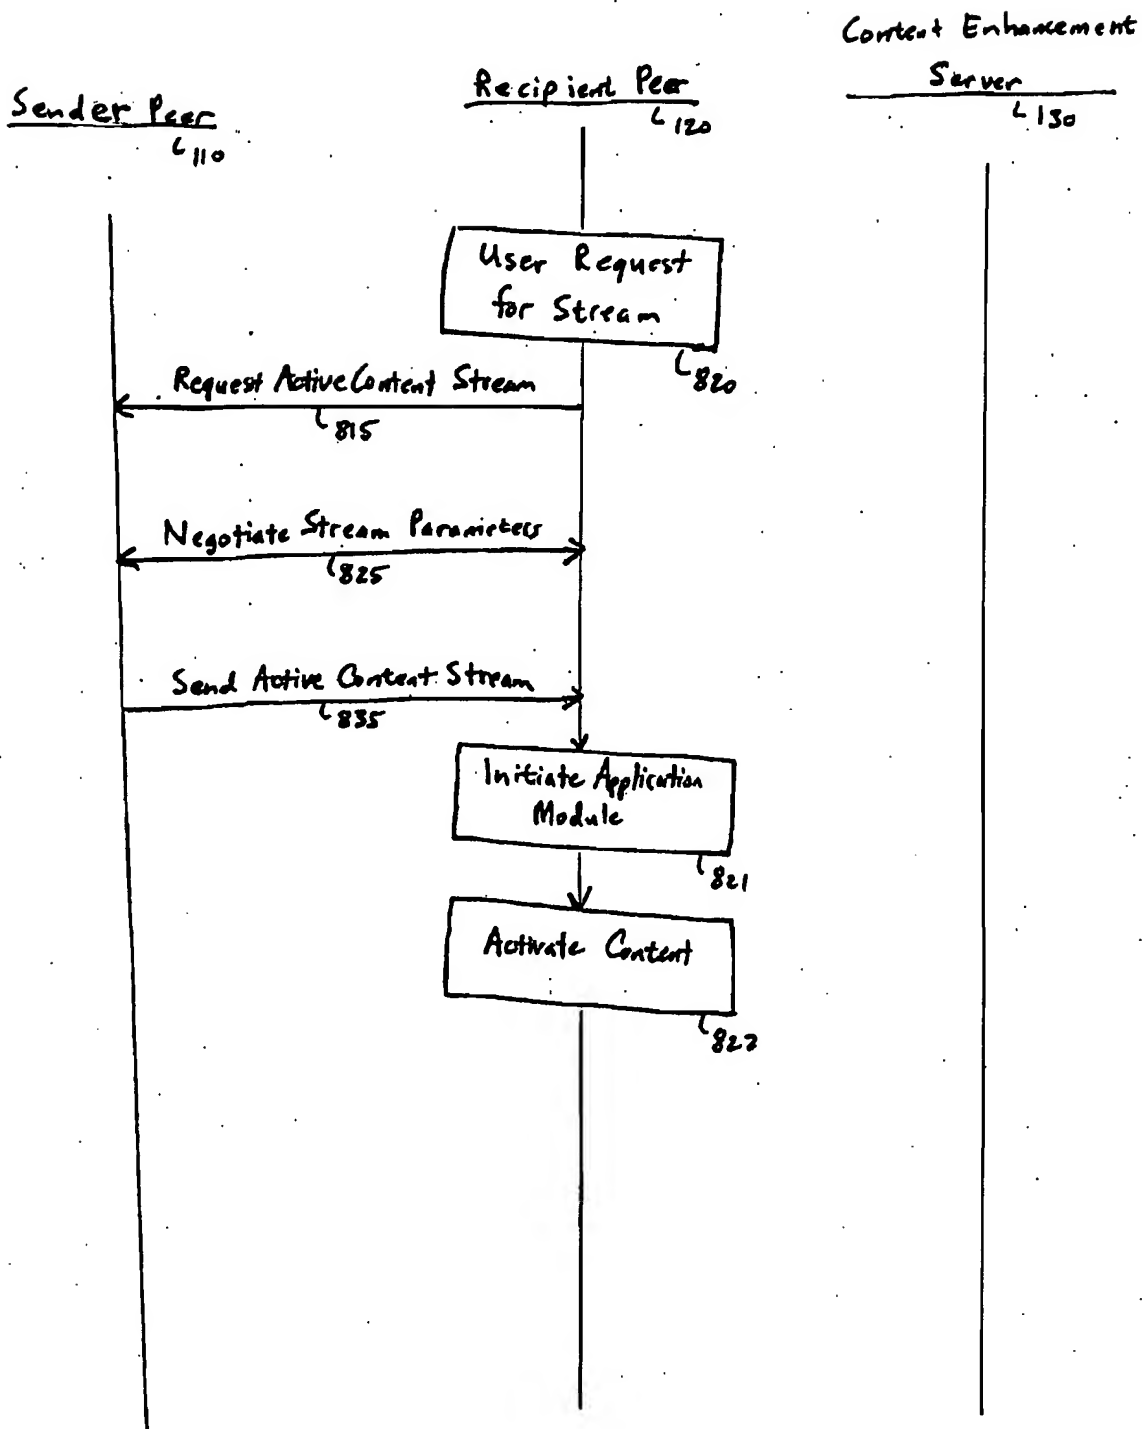 Content Enhancement
Server
130
Recipient Peer
120
Sender Peer
110
User Request
for Stream
820
Request Active Content Stream
815
Negotiate Stream Parameters
825
Send Active Content Stream
835
Initiate Application
Module
821
Activate Content
822